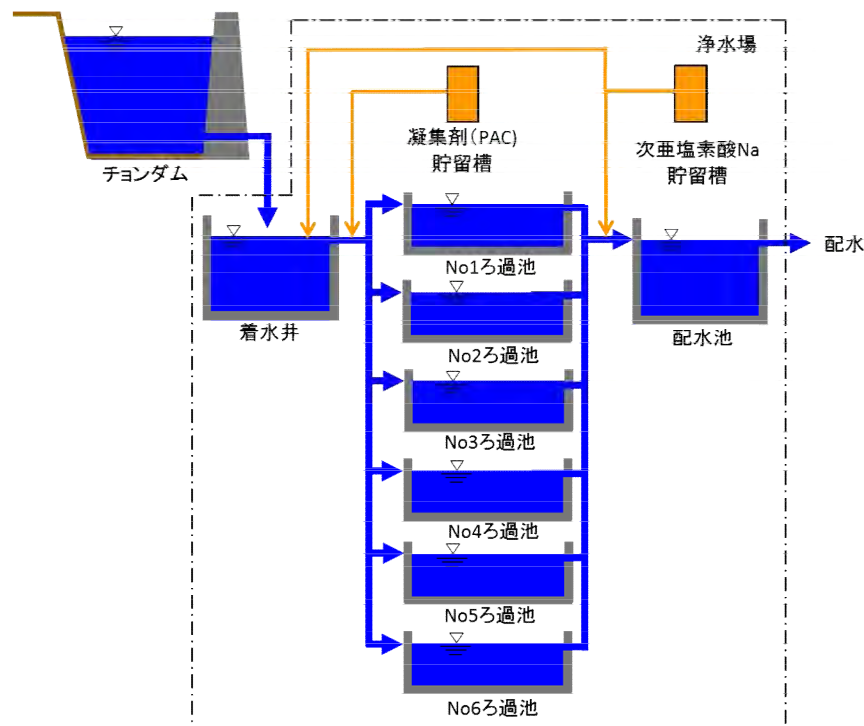 浄水場
凝集剤(PAC)
貯留槽
次亜塩素酸Na
貯留槽
チョンダム
No1ろ過池
配水
着水井
No2ろ過池
配水池
No3ろ過池
No4ろ過池
No5ろ過池
No6ろ過池